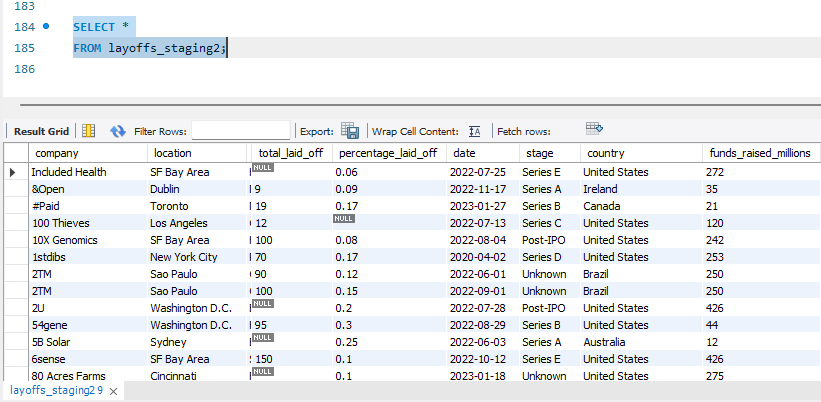 183
184 SELECT *
185 FROM layoffs_staging2;
186
Result Grid Filter Rows: Export: Wrap Cell Content: Fetch rows:
company location total_laid_off percentage_laid_off date stage country funds_raised_millions
Included Health SF Bay Area NULL 0.06 2022-07-25 Series E United States 272
&Open Dublin 9 0.09 2022-11-17 Series A Ireland 35
#Paid Toronto 19 0.17 2023-01-27 Series B Canada 21
100 Thieves Los Angeles 12 NULL 2022-07-13 Series C United States 120
10X Genomics SF Bay Area 100 0.08 2022-08-04 Post-IPO United States 242
1stdibs New York City 70 0.17 2020-04-02 Series D United States 253
2TM Sao Paulo 90 0.12 2022-06-01 Unknown Brazil 250
2TM Sao Paulo 100 0.15 2022-09-01 Unknown Brazil 250
2U Washington D.C. NULL 0.2 2022-07-28 Post-IPO United States 426
54gene Washington D.C. 95 0.3 2022-08-29 Series B United States 44
5B Solar Sydney NULL 0.25 2022-06-03 Series A Australia 12
6sense SF Bay Area 150 0.1 2022-10-12 Series E United States 426
80 Acres Farms Cincinnati NULL 0.1 2023-01-18 Unknown United States 275
layoffs_staging2 9